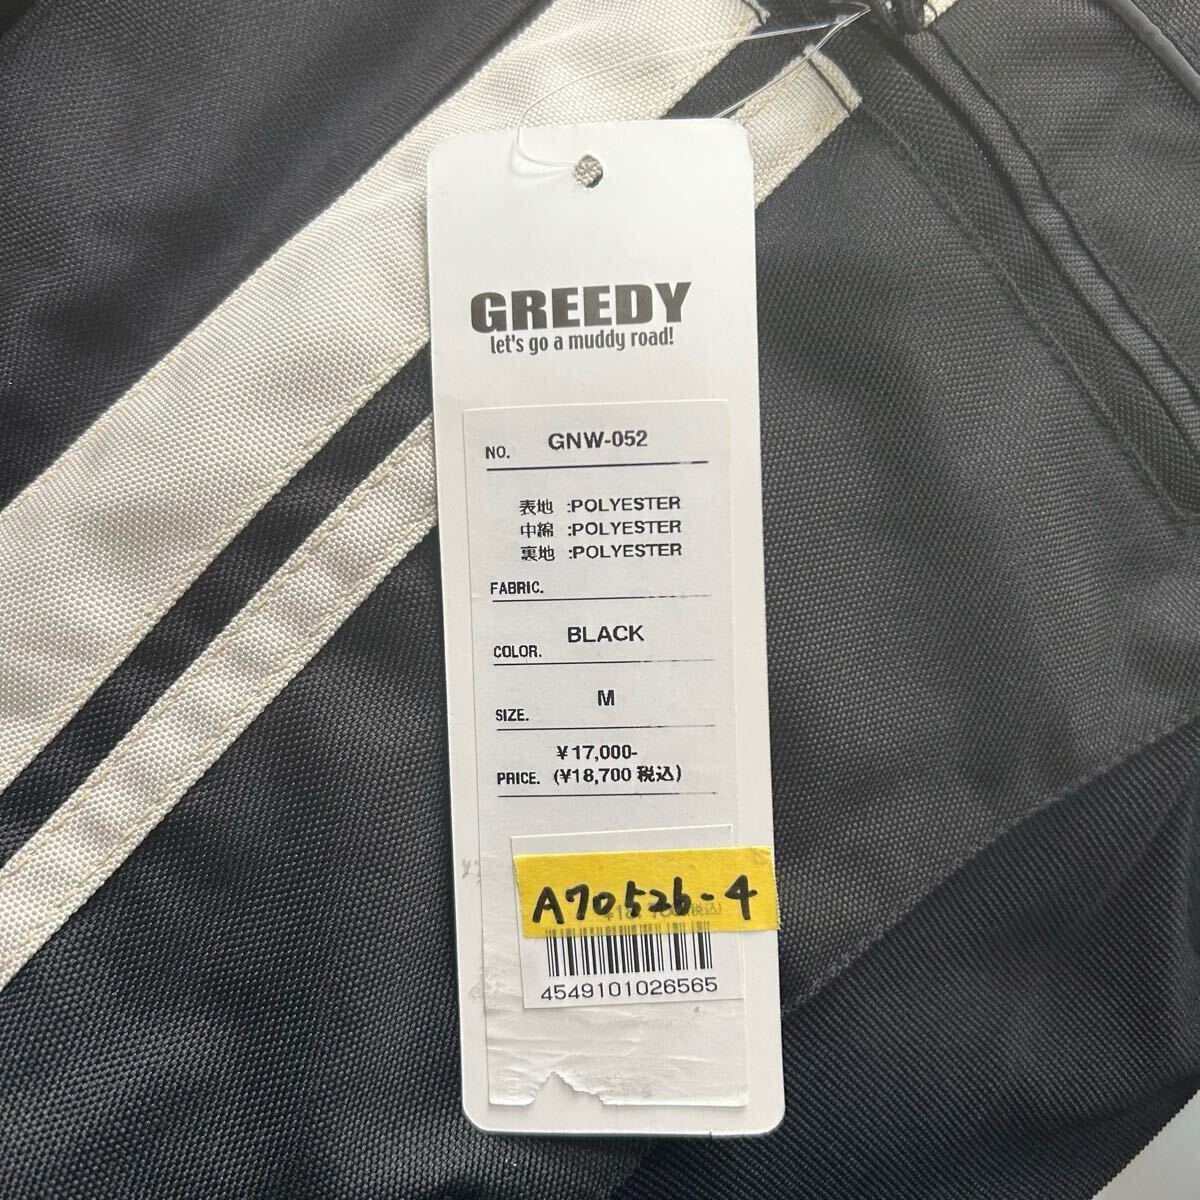 GREEDY
let's go a muddy road!
NO. GNW-052
表地 :POLYESTER
中綿 :POLYESTER
裏地 :POLYESTER
FABRIC.
COLOR. BLACK
SIZE. M
¥17,000-
PRICE. (¥18,700 税込)
A70526-4
4549101026565